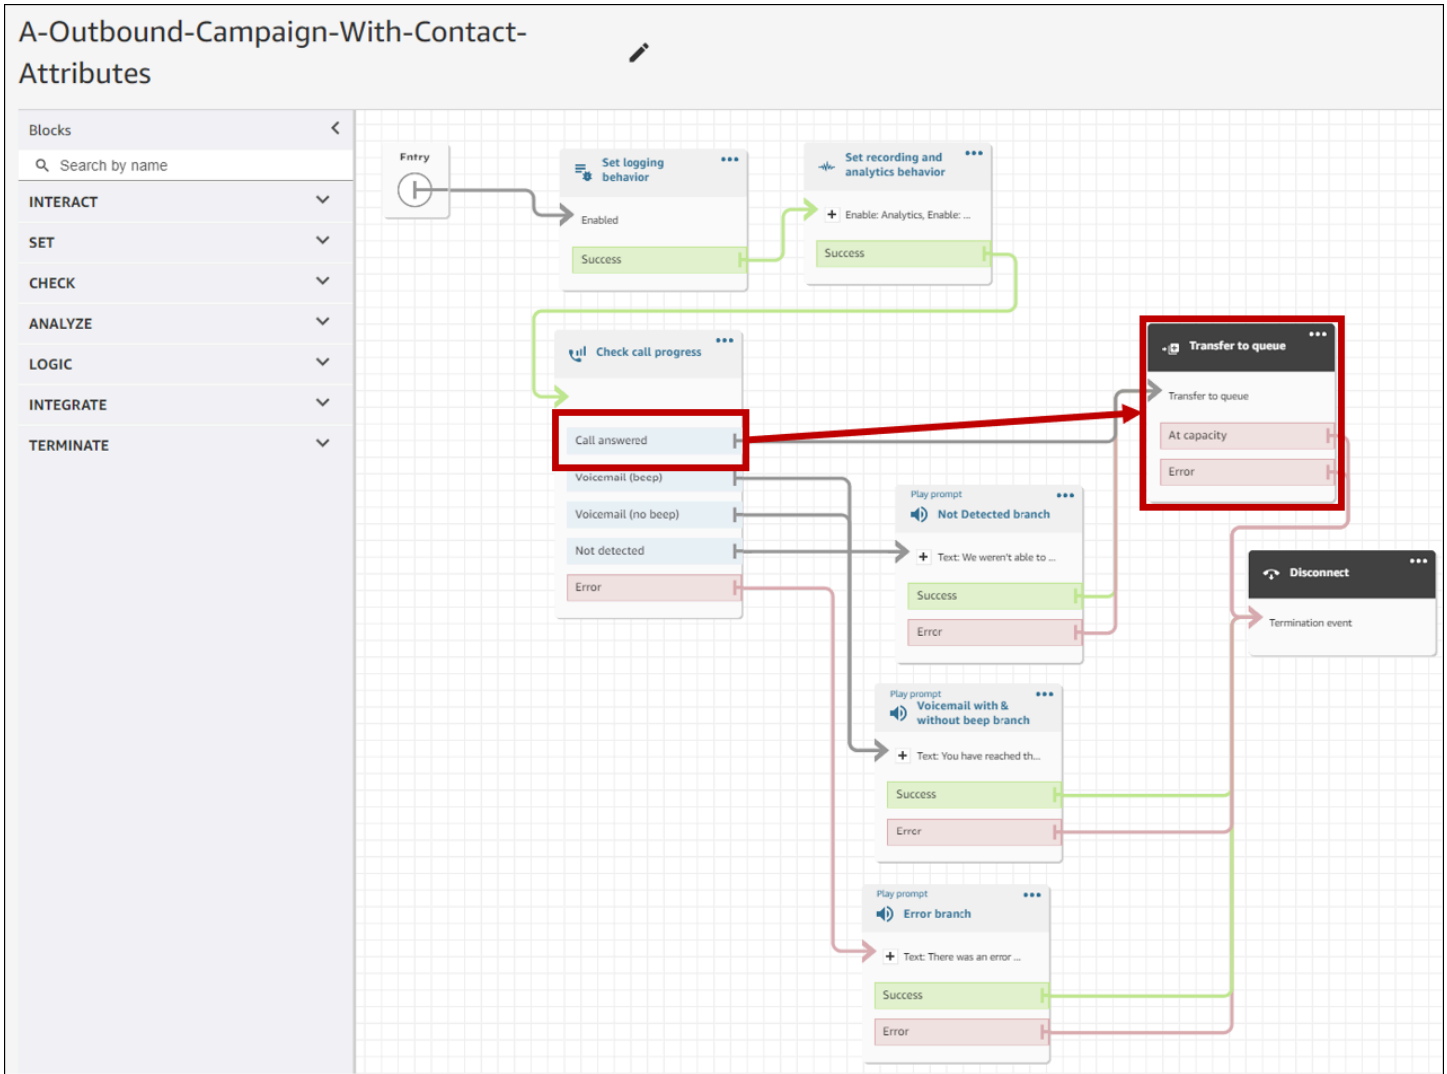 A-Outbound-Campaign-With-Contact-
Attributes
Blocks
Search by name
INTERACT
SET
CHECK
ANALYZE
LOGIC
INTEGRATE
TERMINATE
Entry
Set logging
behavior
Enabled
Success
Set recording and
analytics behavior
Enable: Analytics, Enable: ...
Success
Check call progress
Call answered
Voicemail (beep)
Voicemail (no beep)
Not detected
Error
Transfer to queue
Transfer to queue
At capacity
Error
Play prompt
Not Detected branch
Text: We weren't able to ...
Success
Error
Disconnect
Termination event
Play prompt
Voicemail with &
without beep branch
Text: You have reached th...
Success
Error
Play prompt
Error branch
Text: There was an error ...
Success
Error